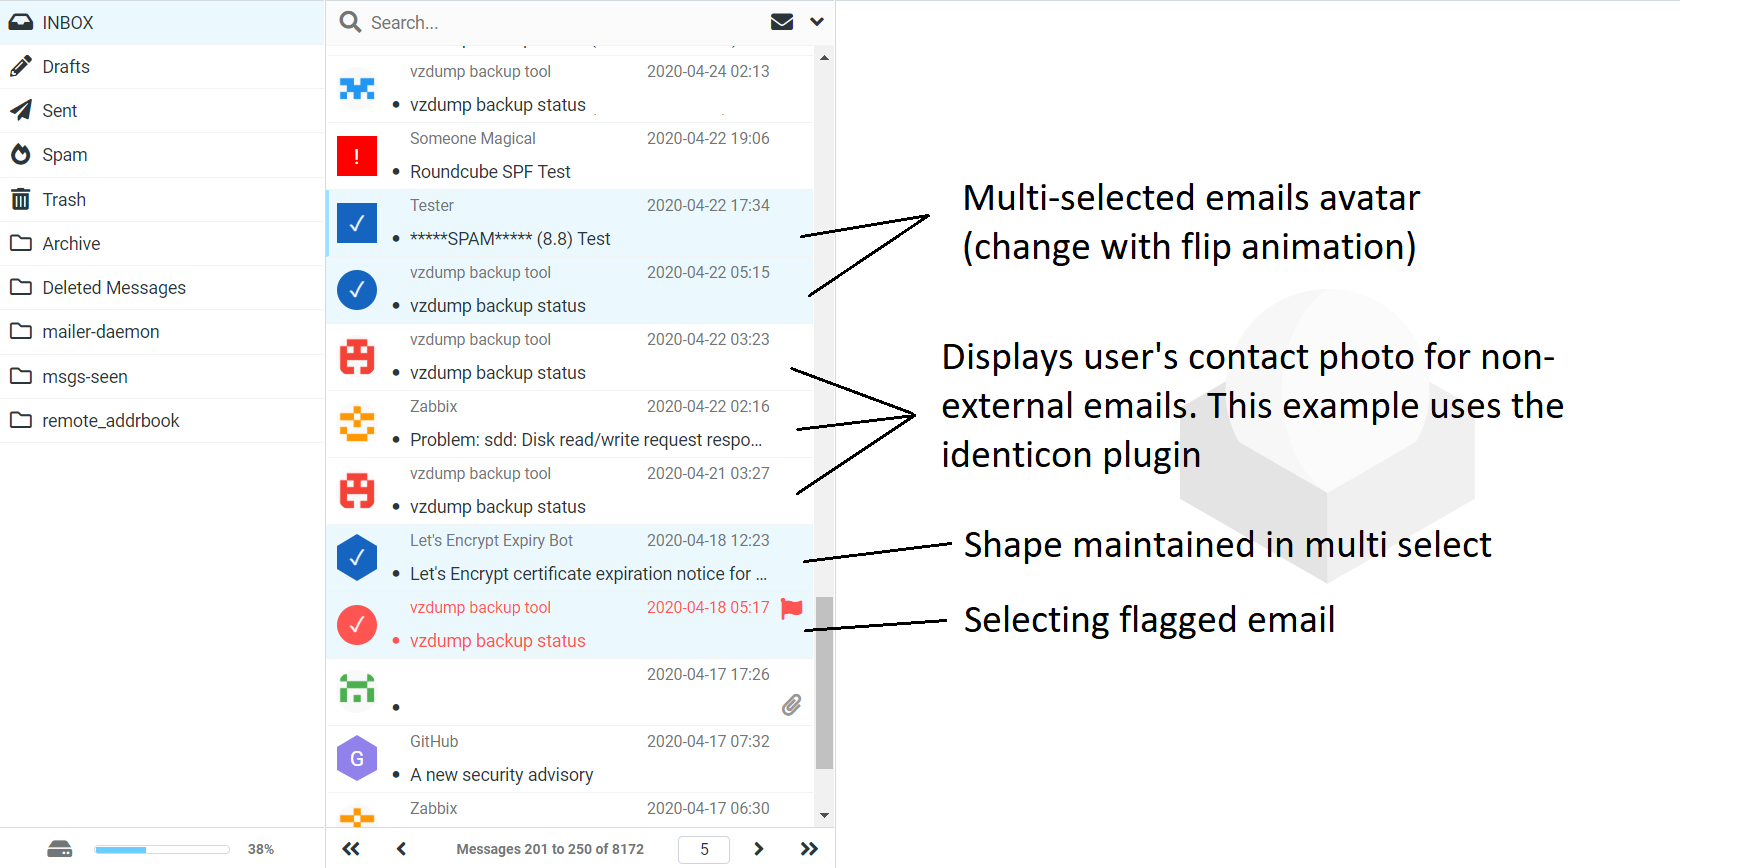 INBOX
Drafts
Sent
Spam
Trash
Archive
Deleted Messages
mailer-daemon
msgs-seen
remote_addrbook
38%
Search...
vzdump backup tool 2020-04-24 02:13
• vzdump backup status
! Someone Magical 2020-04-22 19:06
• Roundcube SPF Test
Tester 2020-04-22 17:34
• *****SPAM***** (8.8) Test
vzdump backup tool 2020-04-22 05:15
• vzdump backup status
vzdump backup tool 2020-04-22 03:23
• vzdump backup status
Zabbix 2020-04-22 02:16
• Problem: sdd: Disk read/write request respo...
vzdump backup tool 2020-04-21 03:27
• vzdump backup status
Let's Encrypt Expiry Bot 2020-04-18 12:23
• Let's Encrypt certificate expiration notice for ...
vzdump backup tool 2020-04-18 05:17
• vzdump backup status
2020-04-17 17:26
•
G GitHub 2020-04-17 07:32
• A new security advisory
Zabbix 2020-04-17 06:30
Messages 201 to 250 of 8172 5
Multi-selected emails avatar
(change with flip animation)
Displays user's contact photo for non-
external emails. This example uses the
identicon plugin
Shape maintained in multi select
Selecting flagged email